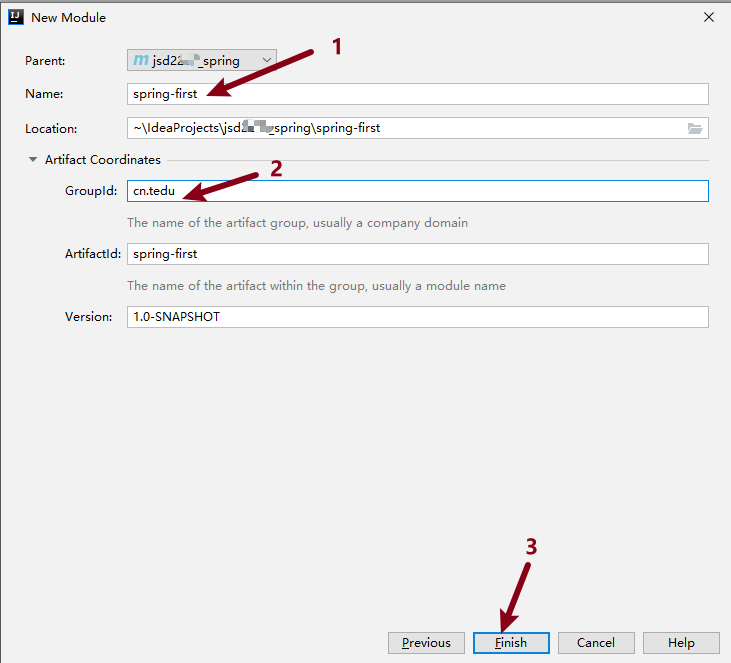 New Module
1
Parent: jsd22 _spring
Name: spring-first
Location: ~\IdeaProjects\jsd _spring\spring-first
Artifact Coordinates
2
GroupId: cn.tedu
The name of the artifact group, usually a company domain
ArtifactId: spring-first
The name of the artifact within the group, usually a module name
Version: 1.0-SNAPSHOT
3
Previous Finish Cancel Help